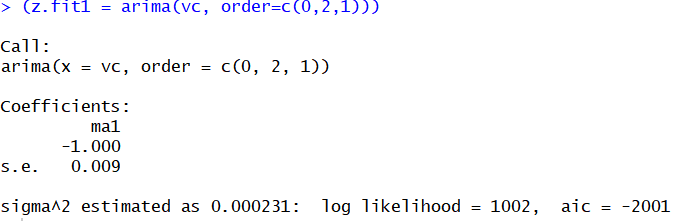 > (z.fit1 = arima(vc, order=c(0,2,1)))
Call:
arima(x = vc, order = c(0, 2, 1))
Coefficients:
ma1
-1.000
s.e. 0.009
sigma^2 estimated as 0.000231: log likelihood = 1002, aic = -2001